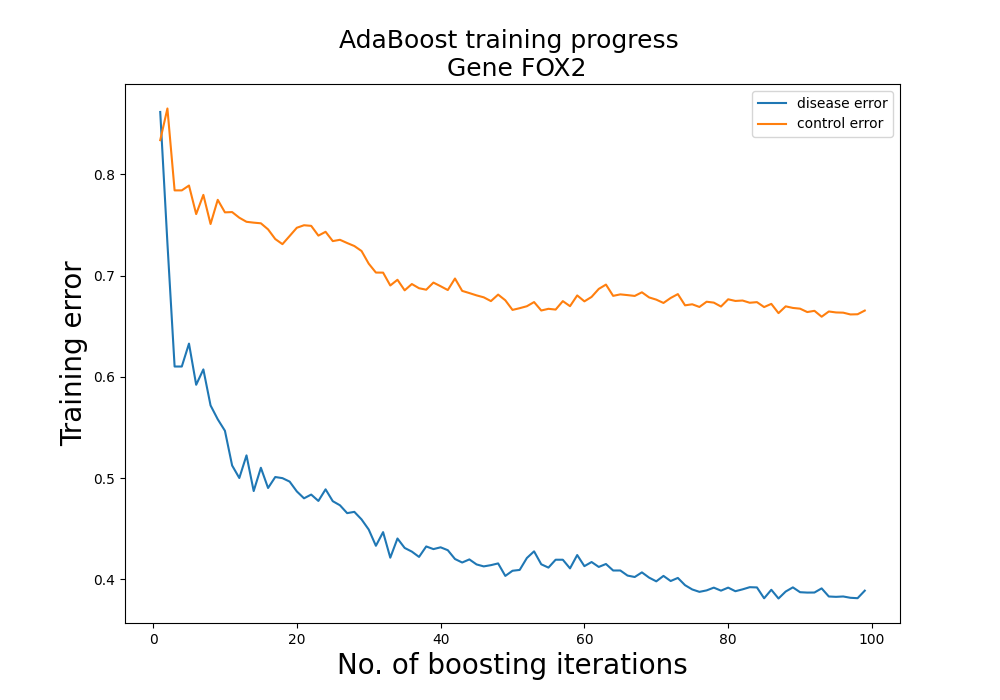 AdaBoost training progress
Gene FOX2
disease error
control error
Training error
0.8
0.7
0.6
0.5
0.4
0 20 40 60 80 100
No. of boosting iterations